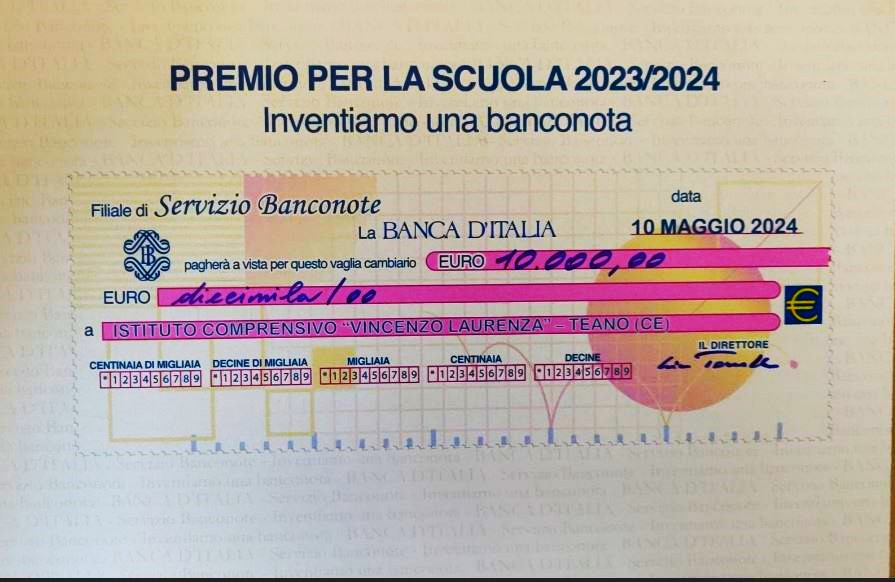 PREMIO PER LA SCUOLA 2023/2024
Inventiamo una banconota
Filiale di Servizio Banconote
data
La BANCA D'ITALIA
10 MAGGIO 2024
pagherà a vista per questo vaglia cambiario EURO 10.000,00
EURO diecimila/00
a ISTITUTO COMPRENSIVO "VINCENZO LAURENZA" – TEANO (CE)
IL DIRETTORE
CENTINAIA DI MIGLIAIA DECINE DI MIGLIAIA MIGLIAIA CENTINAIA DECINE
*123456789 *123456789 *123456789 *123456789 *123456789